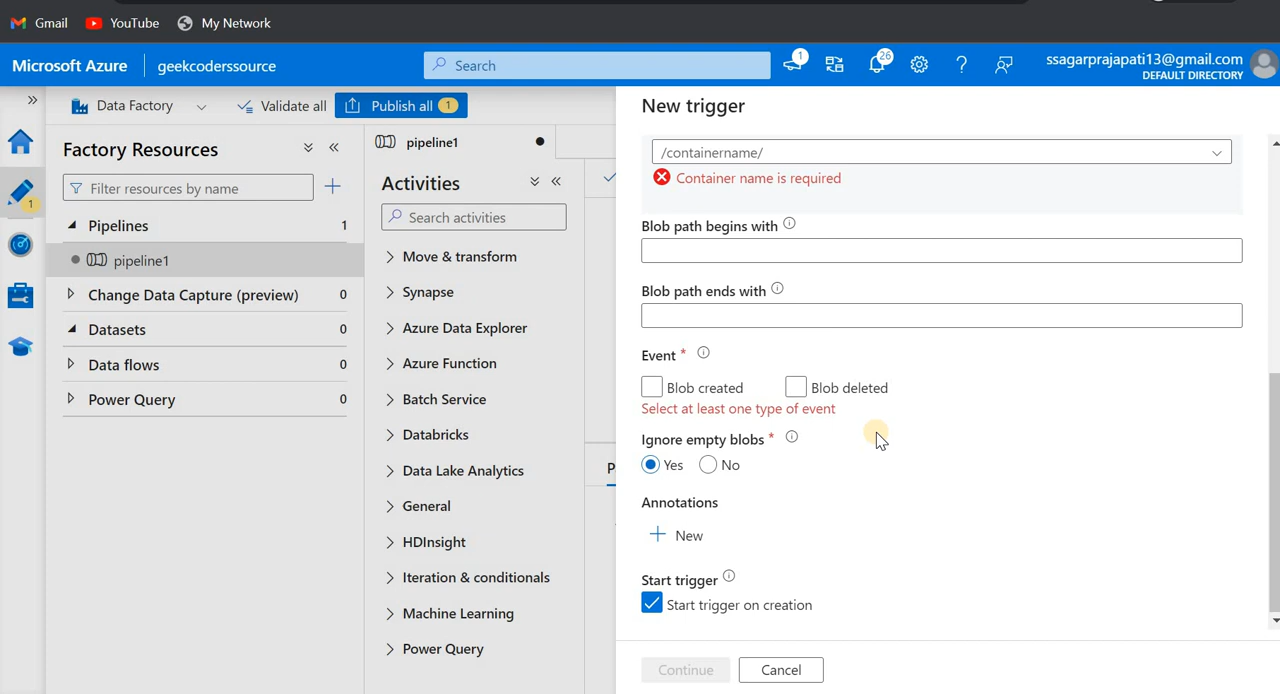 Gmail YouTube My Network
Microsoft Azure geekcoderssource Search 1 26 ssagarprajapati13@gmail.com
DEFAULT DIRECTORY
Data Factory Validate all Publish all 1
New trigger
Factory Resources
pipeline1
/containername/
Container name is required
Filter resources by name
Activities
Search activities
1
Pipelines 1
pipeline1
Change Data Capture (preview) 0
Datasets 0
Data flows 0
Power Query 0
Move & transform
Synapse
Azure Data Explorer
Azure Function
Batch Service
Databricks
Data Lake Analytics
General
HDInsight
Iteration & conditionals
Machine Learning
Power Query
P
Blob path begins with
Blob path ends with
Event *
Blob created Blob deleted
Select at least one type of event
Ignore empty blobs *
Yes No
Annotations
New
Start trigger
Start trigger on creation
Continue Cancel